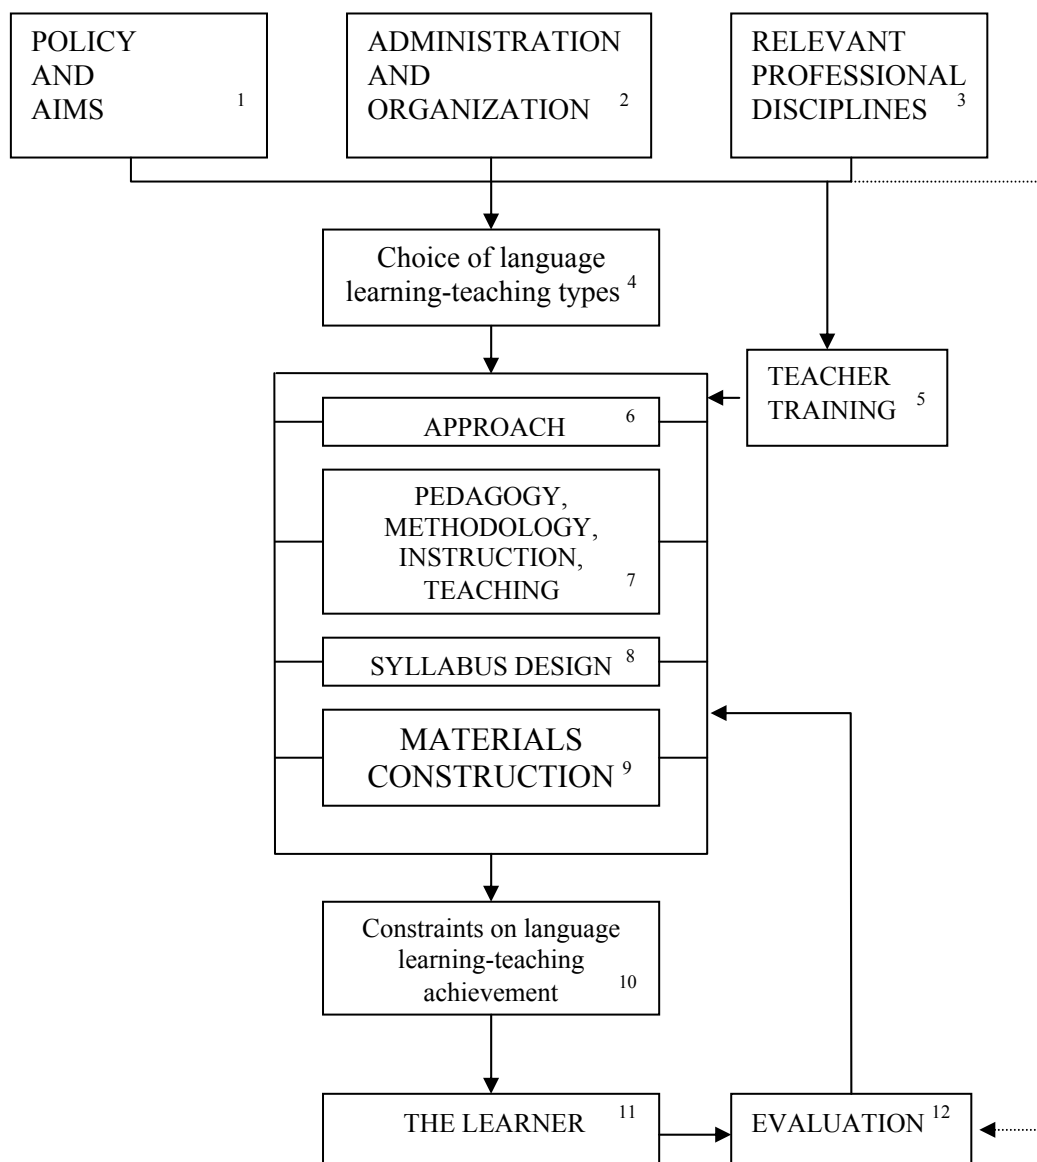 POLICY
AND
AIMS 1
ADMINISTRATION
AND
ORGANIZATION 2
RELEVANT
PROFESSIONAL
DISCIPLINES 3
Choice of language
learning-teaching types 4
TEACHER
TRAINING 5
APPROACH 6
PEDAGOGY,
METHODOLOGY,
INSTRUCTION,
TEACHING 7
SYLLABUS DESIGN 8
MATERIALS
CONSTRUCTION 9
Constraints on language
learning-teaching
achievement 10
THE LEARNER 11
EVALUATION 12